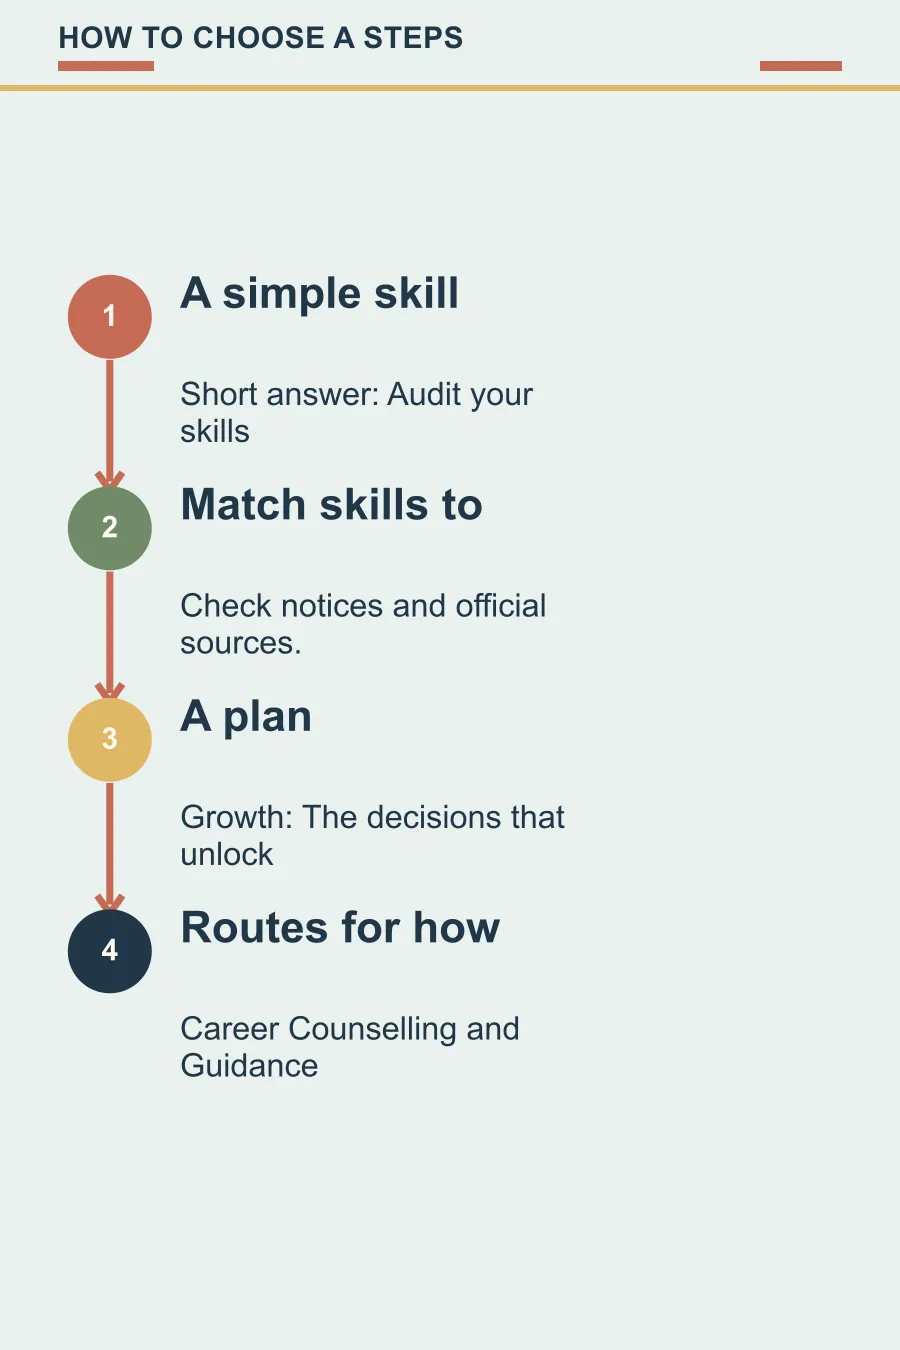 HOW TO CHOOSE A STEPS
1
A simple skill
Short answer: Audit your
skills
2
Match skills to
Check notices and official
sources.
3
A plan
Growth: The decisions that
unlock
4
Routes for how
Career Counselling and
Guidance